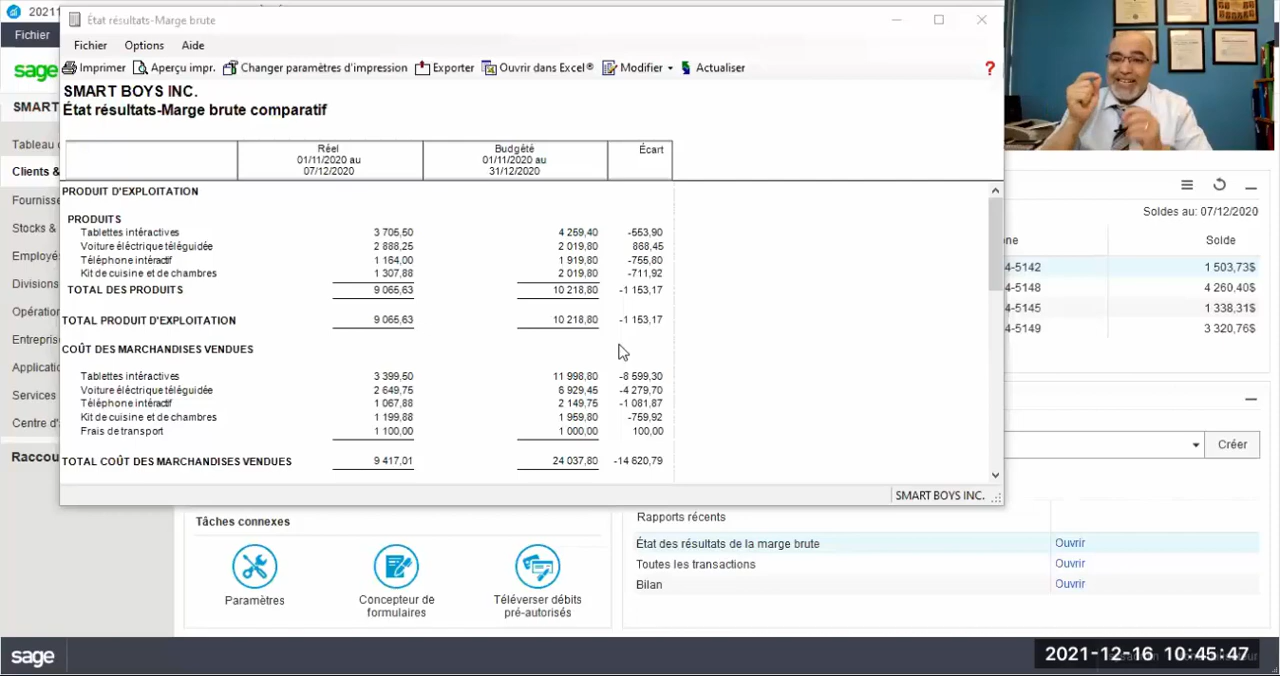 20211
État résultats-Marge brute
Fichier
Fichier Options Aide
sage
Imprimer Aperçu impr. Changer paramètres d'impression Exporter Ouvrir dans Excel® Modifier Actualiser ?
SMART
SMART BOYS INC.
État résultats-Marge brute comparatif
Réel
01/11/2020 au
07/12/2020
Budgété
01/11/2020 au
31/12/2020
Écart
PRODUIT D'EXPLOITATION
PRODUITS
Tablettes intéractives 3 705,50 4 259,40 -553,90
Voiture éléctrique téléguidée 2 888,25 2 019,80 868,45
Téléphone intéractif 1 164,00 1 919,80 -755,80
Kit de cuisine et de chambres 1 307,88 2 019,80 -711,92
TOTAL DES PRODUITS 9 065,63 10 218,80 -1 153,17
TOTAL PRODUIT D'EXPLOITATION 9 065,63 10 218,80 -1 153,17
COÛT DES MARCHANDISES VENDUES
Tablettes intéractives 3 399,50 11 998,80 -8 599,30
Voiture éléctrique téléguidée 2 649,75 6 929,45 -4 279,70
Téléphone intéractif 1 067,88 2 149,75 -1 081,87
Kit de cuisine et de chambres 1 199,88 1 959,80 -759,92
Frais de transport 1 100,00 1 000,00 100,00
TOTAL COÛT DES MARCHANDISES VENDUES 9 417,01 24 037,80 -14 620,79
SMART BOYS INC.
Tableau
Clients &
Fournisse
Stocks &
Employé
Divisions
Opération
Entrepris
Applicatio
Services
Centre d'
Raccou
Soldes au: 07/12/2020
ne Solde
4-5142 1 503,73$
4-5148 4 260,40$
4-5145 1 338,31$
4-5149 3 320,76$
Créer
Tâches connexes
Paramètres
Concepteur de
formulaires
Téléverser débits
pré-autorisés
Rapports récents
État des résultats de la marge brute Ouvrir
Toutes les transactions Ouvrir
Bilan Ouvrir
sage
2021-12-16 10:45:47